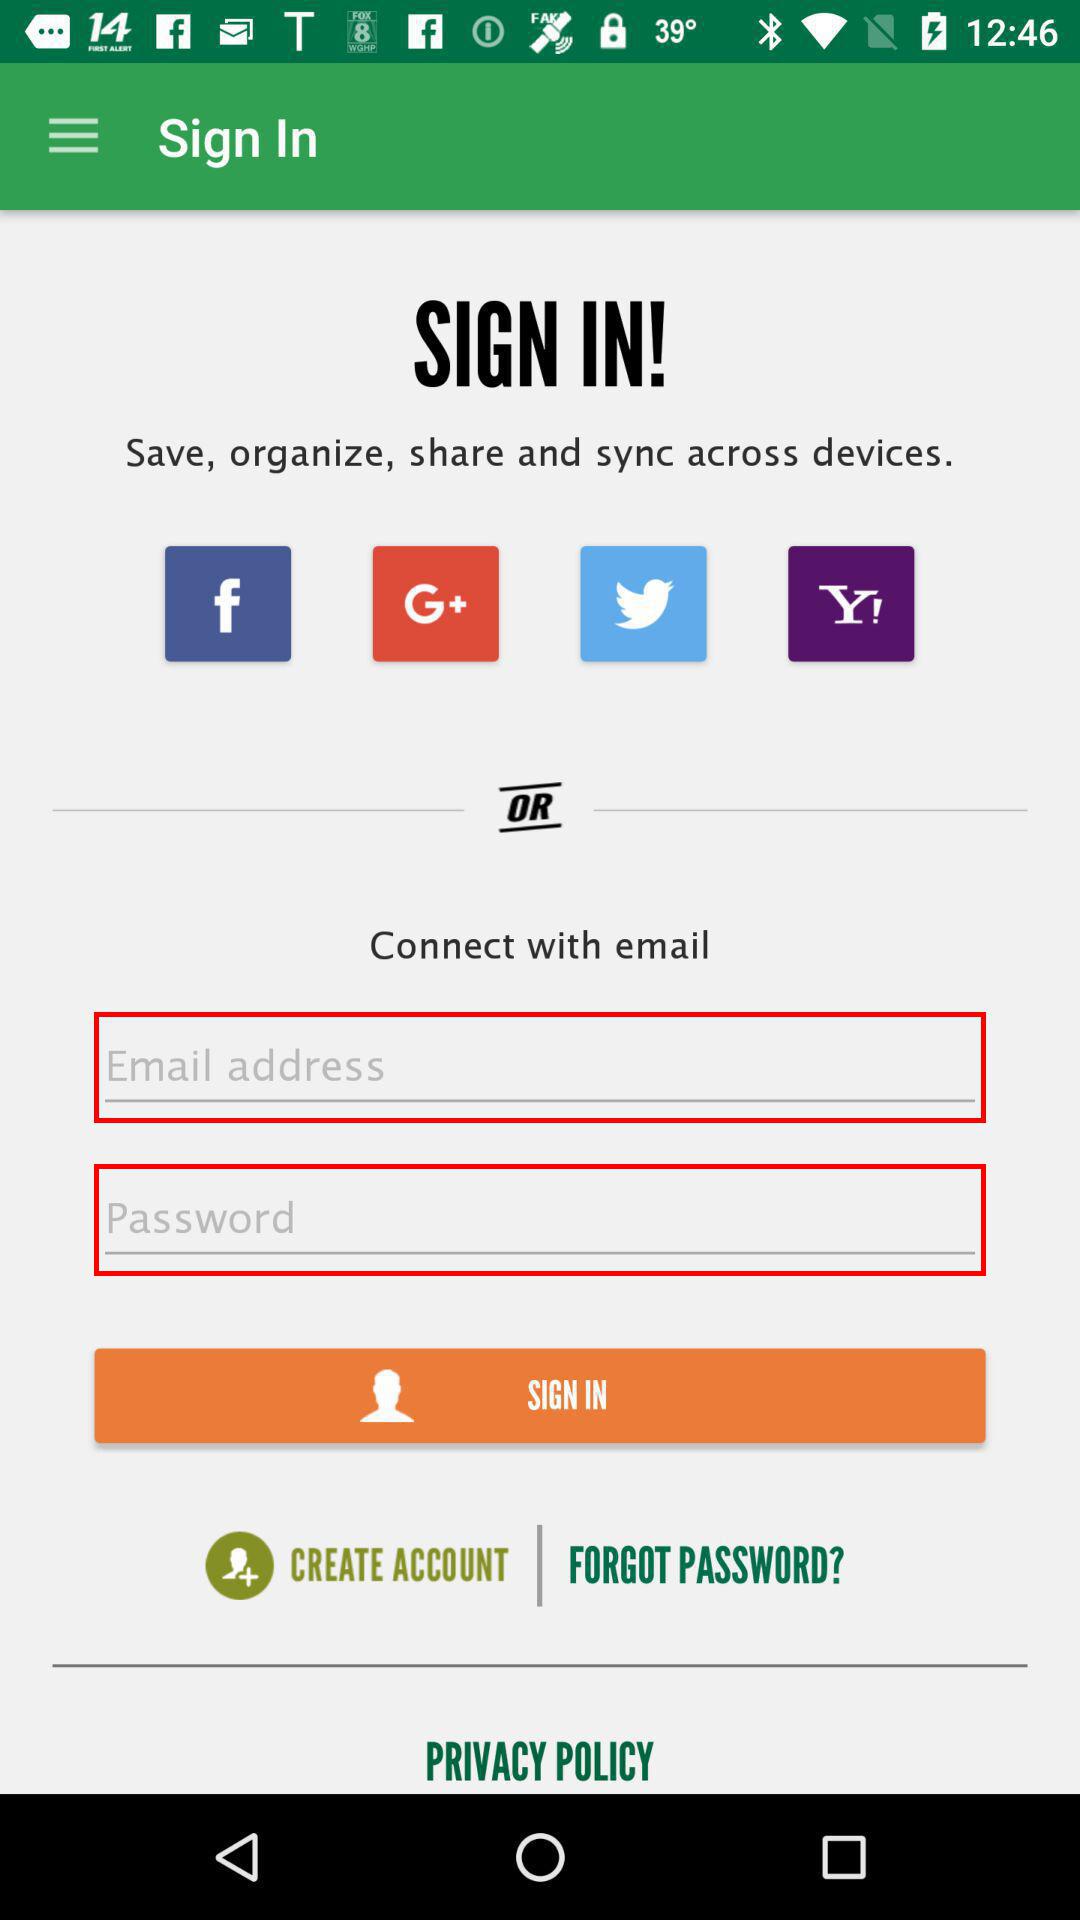 14 FIRST ALERT T FOX 8 WGHP FAKE 39° 12:46
Sign In
SIGN IN!
Save, organize, share and sync across devices.
f G+ Y!
OR
Connect with email
Email address
Password
SIGN IN
CREATE ACCOUNT FORGOT PASSWORD?
PRIVACY POLICY